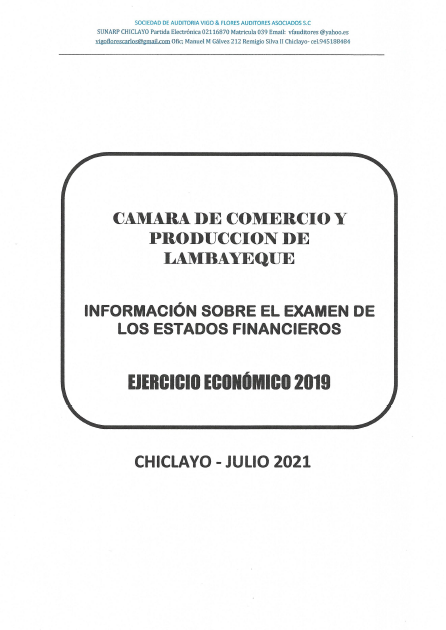 SOCIEDAD DE AUDITORIA VIGO & FLORES AUDITORES ASOCIADOS S.C
SUNARP CHICLAYO Partida Electrónica 02116870 Matricula 039 Email: vfauditores @yahoo.es
vigoflorescarlos@gmail.com Ofic; Manuel M Gálvez 212 Remigio Silva II Chiclayo- cel 945188484
CAMARA DE COMERCIO Y
PRODUCCION DE
LAMBAYEQUE
INFORMACIÓN SOBRE EL EXAMEN DE
LOS ESTADOS FINANCIEROS
EJERCICIO ECONÓMICO 2019
CHICLAYO - JULIO 2021